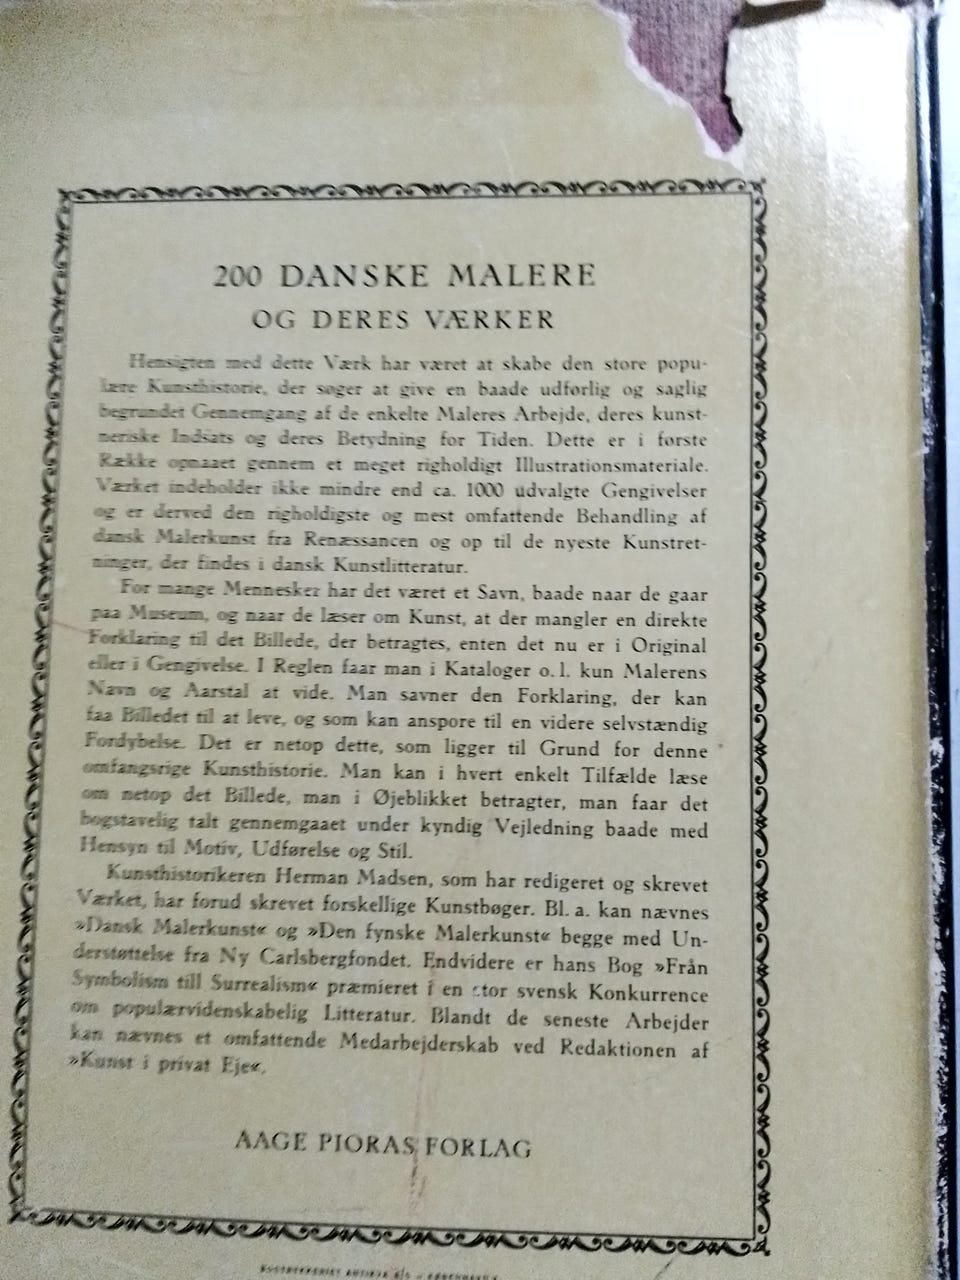 200 DANSKE MALERE
OG DERES VÆRKER
Hensigten med dette Værk har været at skabe den store popu-
lære Kunsthistorie, der søger at give en baade udførlig og saglig
begrundet Gennemgang af de enkelte Maleres Arbejde, deres kunst-
neriske Indsats og deres Betydning for Tiden. Dette er i første
Række opnaaet gennem et meget righoldigt Illustrationsmateriale.
Værket indeholder ikke mindre end ca. 1000 udvalgte Gengivelser
og er derved den righoldigste og mest omfattende Behandling af
dansk Malerkunst fra Renæssancen og op til de nyeste Kunstret-
ninger, der findes i dansk Kunstlitteratur.
For mange Mennesker har det været et Savn, baade naar de gaar
paa Museum, og naar de læser om Kunst, at der mangler en direkte
Forklaring til det Billede, der betragtes, enten det nu er i Original
eller i Gengivelse. I Reglen faar man i Kataloger o. l. kun Malerens
Navn og Aarstal at vide. Man savner den Forklaring, der kan
faa Billedet til at leve, og som kan anspore til en videre selvstændig
Fordybelse. Det er netop dette, som ligger til Grund for denne
omfangsrige Kunsthistorie. Man kan i hvert enkelt Tilfælde læse
om netop det Billede, man i Øjeblikket betragter, man faar det
bogstavelig talt gennemgaaet under kyndig Vejledning baade med
Hensyn til Motiv, Udførelse og Stil.
Kunsthistorikeren Herman Madsen, som har redigeret og skrevet
Værket, har forud skrevet forskellige Kunstbøger. Bl. a. kan nævnes
»Dansk Malerkunst« og »Den fynske Malerkunst« begge med Un-
derstøttelse fra Ny Carlsbergfondet. Endvidere er hans Bog »Från
Symbolism till Surrealism« præmieret i en stor svensk Konkurrence
om populærvidenskabelig Litteratur. Blandt de seneste Arbejder
kan nævnes et omfattende Medarbejderskab ved Redaktionen af
»Kunst i privat Eje«.
AAGE PIORAS FORLAG